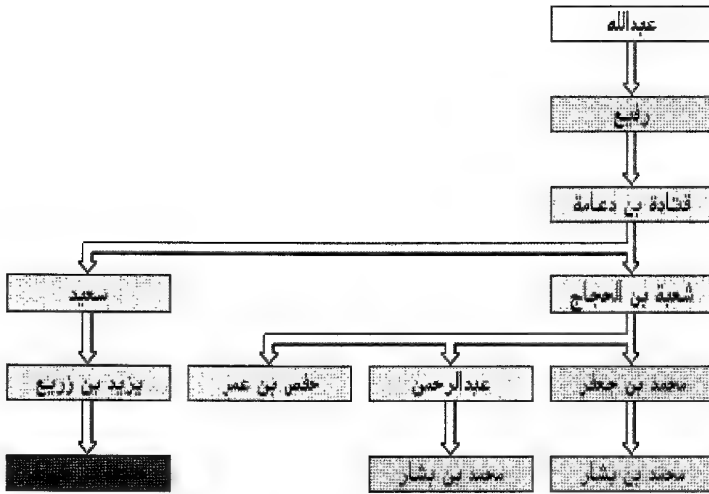 عبدالله
رفيع
قتادة بن دعامة
شعبة بن الحجاج
سعيد
محمد بن جعفر
عبدالرحمن
حفص بن عمر
يزيد بن زريع
محمد بن بشار
محمد بن بشار